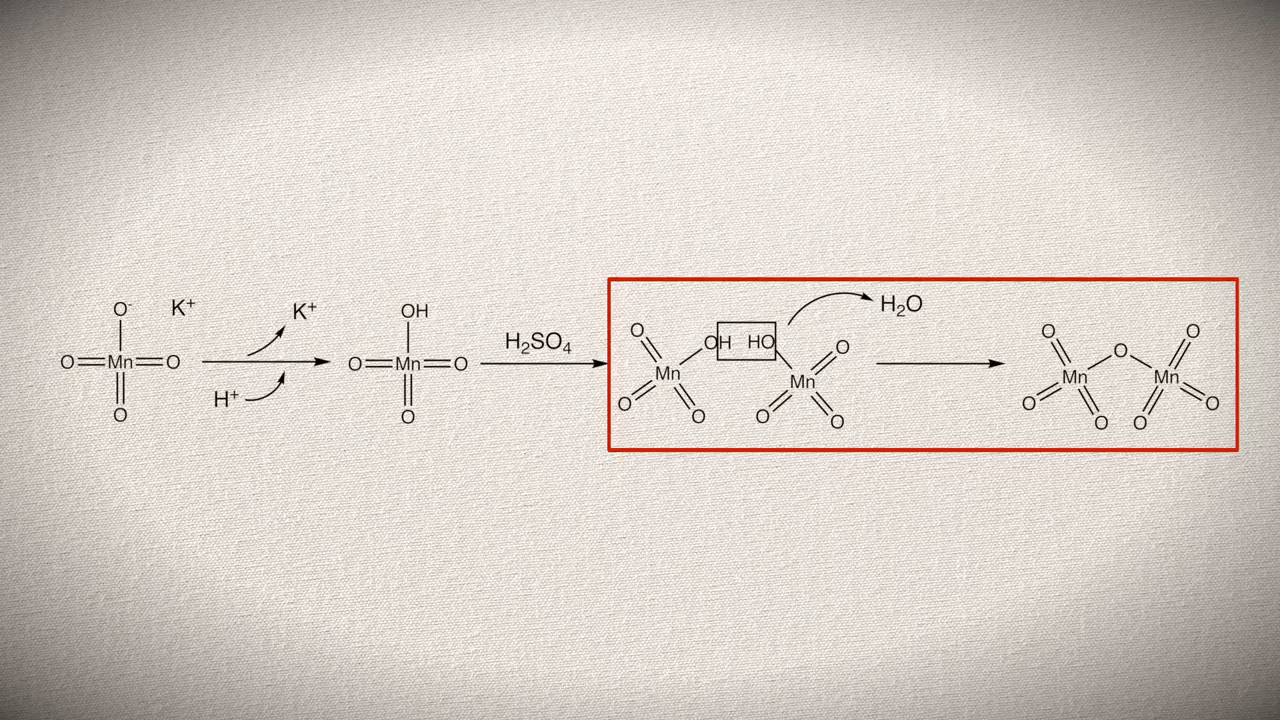 O⁻ K⁺
O=Mn=O
O
K⁺
H⁺
OH
O=Mn=O
O
H₂SO₄
O OH HO O
Mn Mn
O O O O
H₂O
O O O
Mn Mn
O O O O